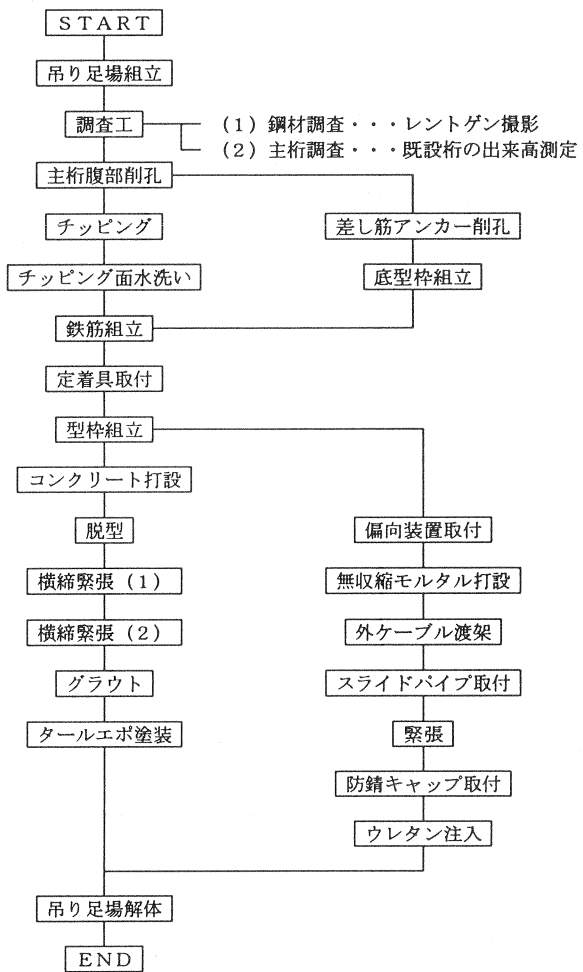 START
吊り足場組立
調査工
(1)鋼材調査・・・レントゲン撮影
(2)主桁調査・・・既設桁の出来高測定
主桁腹部削孔
チッピング
差し筋アンカー削孔
チッピング面水洗い
底型枠組立
鉄筋組立
定着具取付
型枠組立
コンクリート打設
脱型
偏向装置取付
横締緊張(1)
無収縮モルタル打設
横締緊張(2)
外ケーブル渡架
グラウト
スライドパイプ取付
タールエポ塗装
緊張
防錆キャップ取付
ウレタン注入
吊り足場解体
END